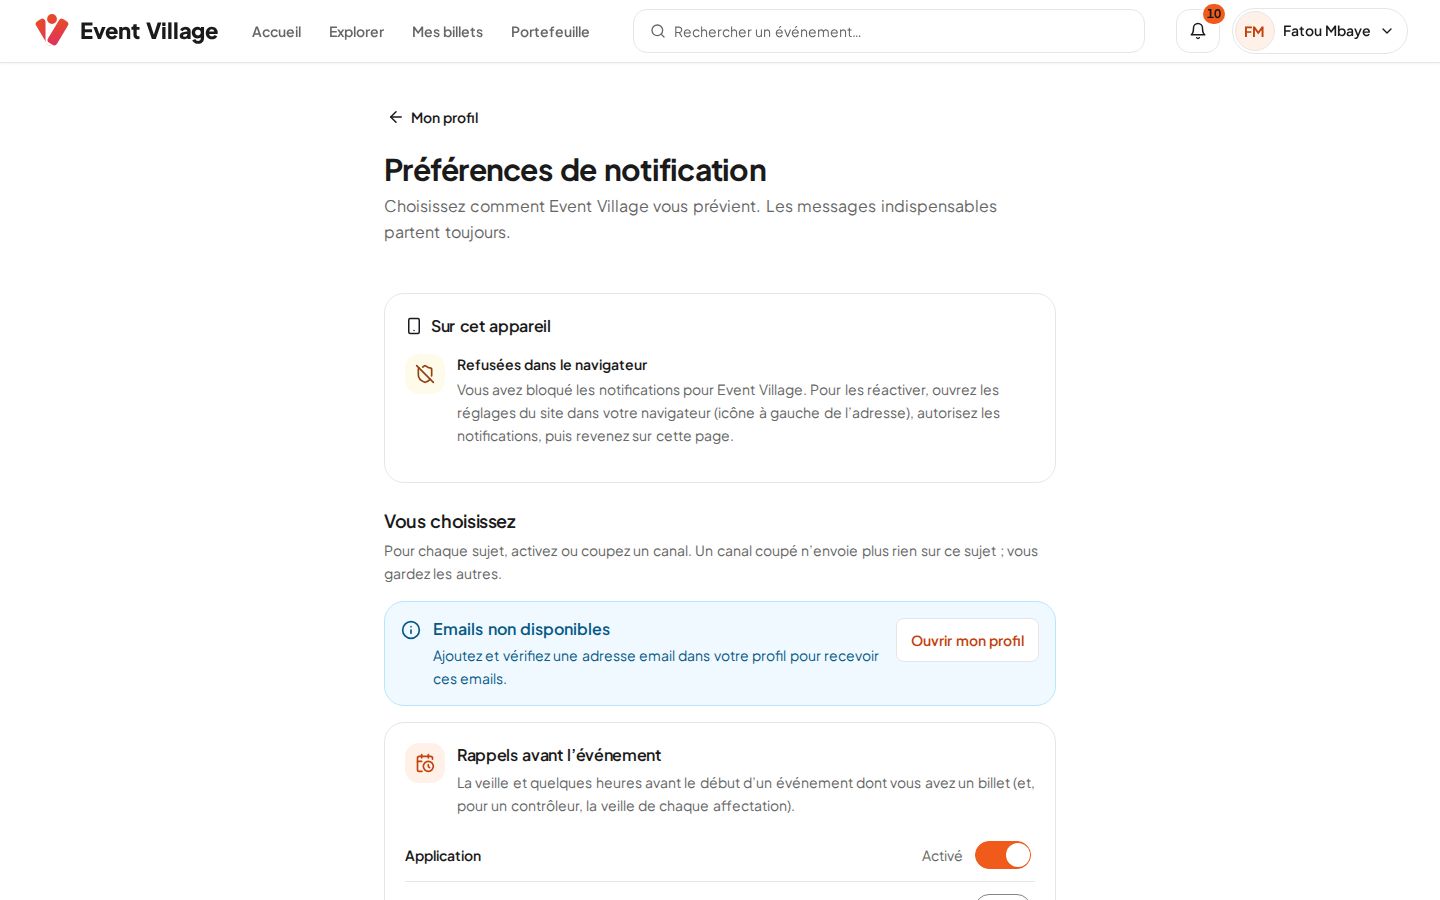 Event Village
Accueil
Explorer
Mes billets
Portefeuille
Rechercher un événement…
10
FM
Fatou Mbaye
Mon profil
Préférences de notification
Choisissez comment Event Village vous prévient. Les messages indispensables
partent toujours.
Sur cet appareil
Refusées dans le navigateur
Vous avez bloqué les notifications pour Event Village. Pour les réactiver, ouvrez les
réglages du site dans votre navigateur (icône à gauche de l’adresse), autorisez les
notifications, puis revenez sur cette page.
Vous choisissez
Pour chaque sujet, activez ou coupez un canal. Un canal coupé n’envoie plus rien sur ce sujet ; vous
gardez les autres.
Emails non disponibles
Ajoutez et vérifiez une adresse email dans votre profil pour recevoir
ces emails.
Ouvrir mon profil
Rappels avant l’événement
La veille et quelques heures avant le début d’un événement dont vous avez un billet (et,
pour un contrôleur, la veille de chaque affectation).
Application
Activé